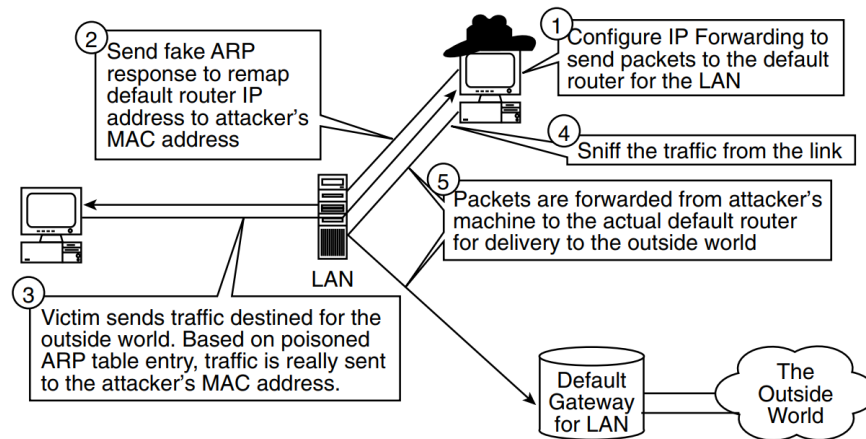 1
Configure IP Forwarding to
send packets to the default
router for the LAN
2
Send fake ARP
response to remap
default router IP
address to attacker's
MAC address
4
Sniff the traffic from the link
5
Packets are forwarded from attacker's
machine to the actual default router
for delivery to the outside world
LAN
3
Victim sends traffic destined for the
outside world. Based on poisoned
ARP table entry, traffic is really sent
to the attacker's MAC address.
Default
Gateway
for LAN
The
Outside
World